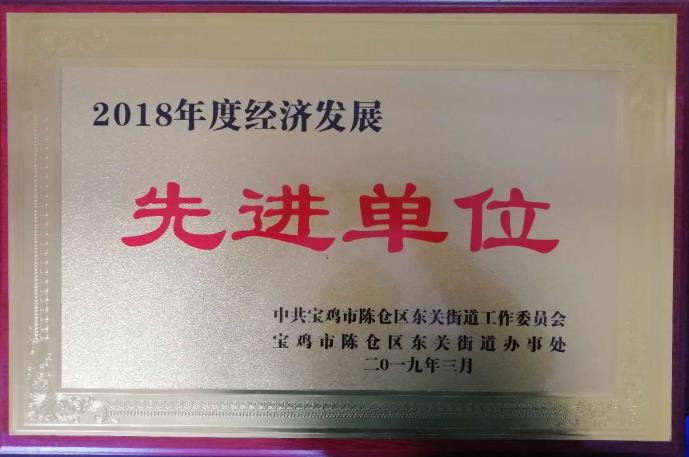 2018年度经济发展
先进单位
中共宝鸡市陈仓区东关街道工作委员会
宝鸡市陈仓区东关街道办事处
二0一九年三月